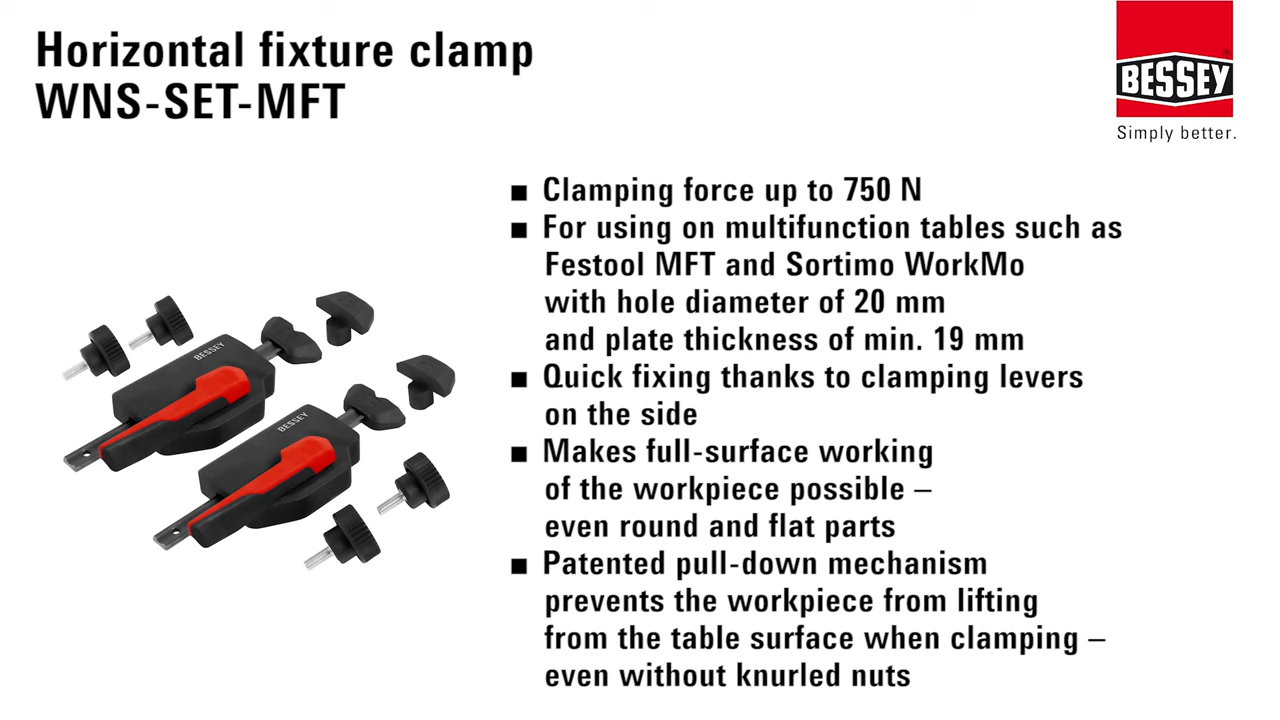 Horizontal fixture clamp
WNS-SET-MFT
BESSEY
®
Simply better.
■ Clamping force up to 750 N
■ For using on multifunction tables such as
Festool MFT and Sortimo WorkMo
with hole diameter of 20 mm
and plate thickness of min. 19 mm
■ Quick fixing thanks to clamping levers
on the side
■ Makes full-surface working
of the workpiece possible –
even round and flat parts
■ Patented pull-down mechanism
prevents the workpiece from lifting
from the table surface when clamping –
even without knurled nuts
BESSEY
BESSEY